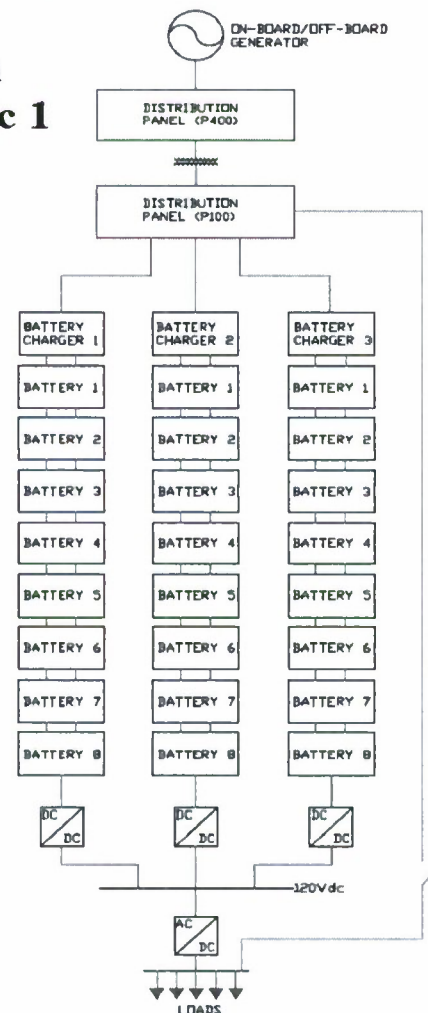 c 1
ON-BOARD/OFF-BOARD
GENERATOR
DISTRIBUTION
PANEL (P400)
DISTRIBUTION
PANEL (P100)
BATTERY
CHARGER 1
BATTERY
CHARGER 2
BATTERY
CHARGER 3
BATTERY 1
BATTERY 1
BATTERY 1
BATTERY 2
BATTERY 2
BATTERY 2
BATTERY 3
BATTERY 3
BATTERY 3
BATTERY 4
BATTERY 4
BATTERY 4
BATTERY 5
BATTERY 5
BATTERY 5
BATTERY 6
BATTERY 6
BATTERY 6
BATTERY 7
BATTERY 7
BATTERY 7
BATTERY 8
BATTERY 8
BATTERY 8
DC
DC
DC
DC
DC
DC
120Vdc
AC
DC
LOADS